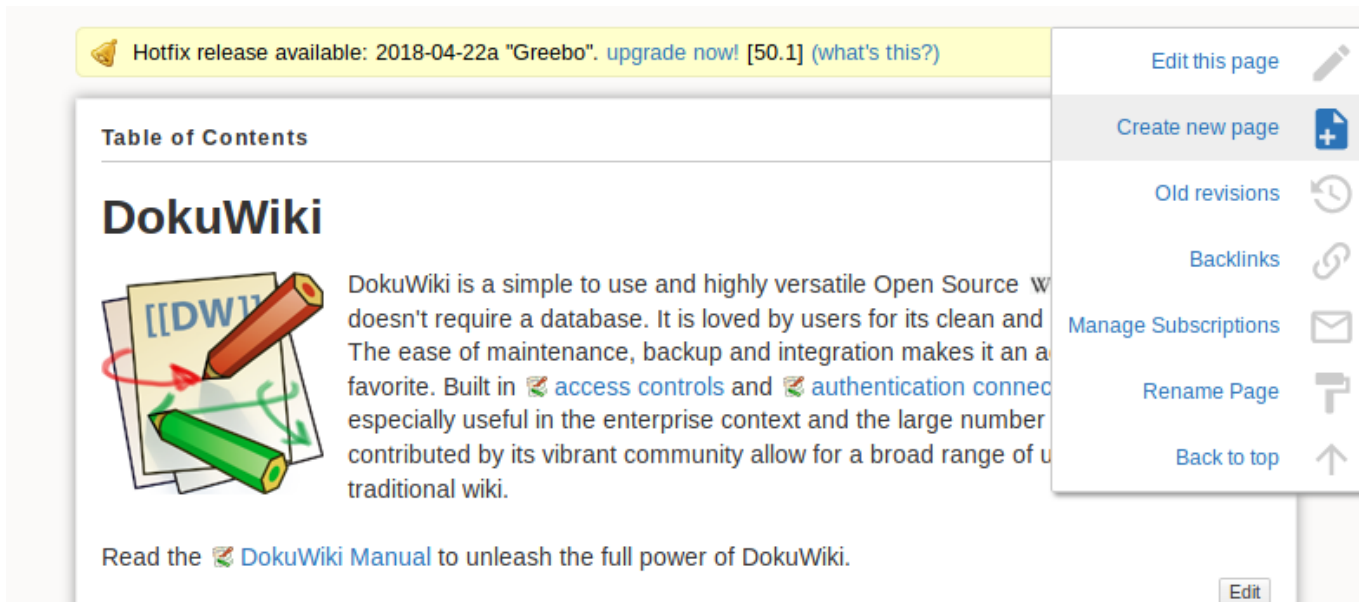 Hotfix release available: 2018-04-22a "Greebo". upgrade now! [50.1] (what's this?)
Edit this page
Create new page
Old revisions
Backlinks
Manage Subscriptions
Rename Page
Back to top
Table of Contents
DokuWiki
[[DW]]
DokuWiki is a simple to use and highly versatile Open Source W
doesn't require a database. It is loved by users for its clean and
The ease of maintenance, backup and integration makes it an a
favorite. Built in access controls and authentication connec
especially useful in the enterprise context and the large number
contributed by its vibrant community allow for a broad range of u
traditional wiki.
Read the DokuWiki Manual to unleash the full power of DokuWiki.
Edit